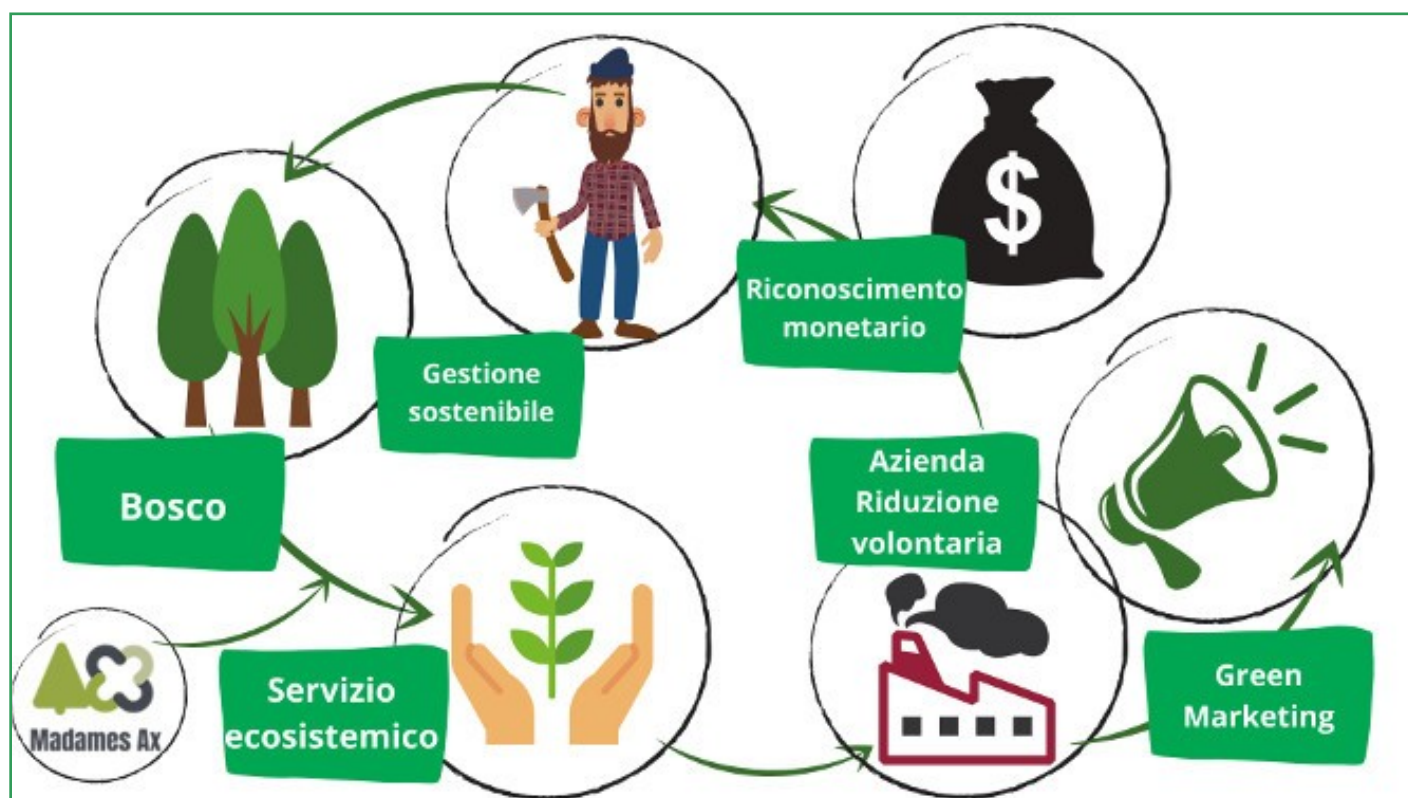 $
Riconoscimento
monetario
Gestione
sostenibile
Bosco
Azienda
Riduzione
volontaria
Madames Ax
Servizio
ecosistemico
Green
Marketing